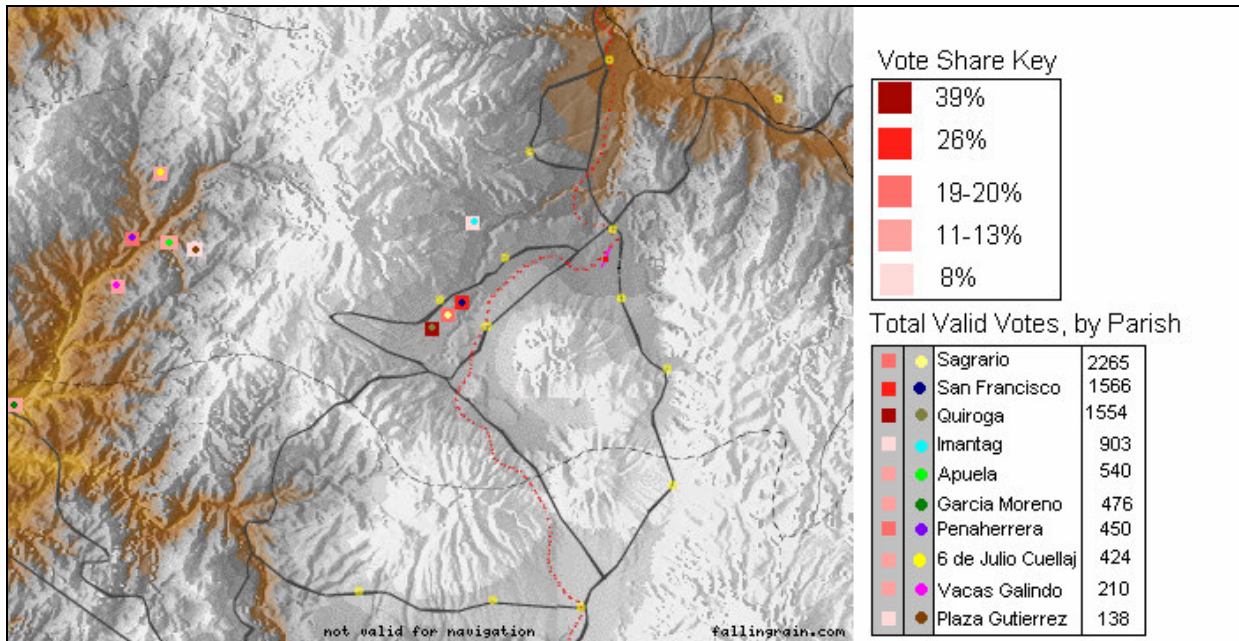 Vote Share Key
39%
26%
19-20%
11-13%
8%
Total Valid Votes, by Parish
Sagrario 2265
San Francisco 1566
Quiroga 1554
Imantag 903
Apuela 540
Garcia Moreno 476
Penaherrera 450
6 de Julio Cuellaj 424
Vacas Galindo 210
Plaza Gutierrez 138
not valid for navigation fallingrain.com